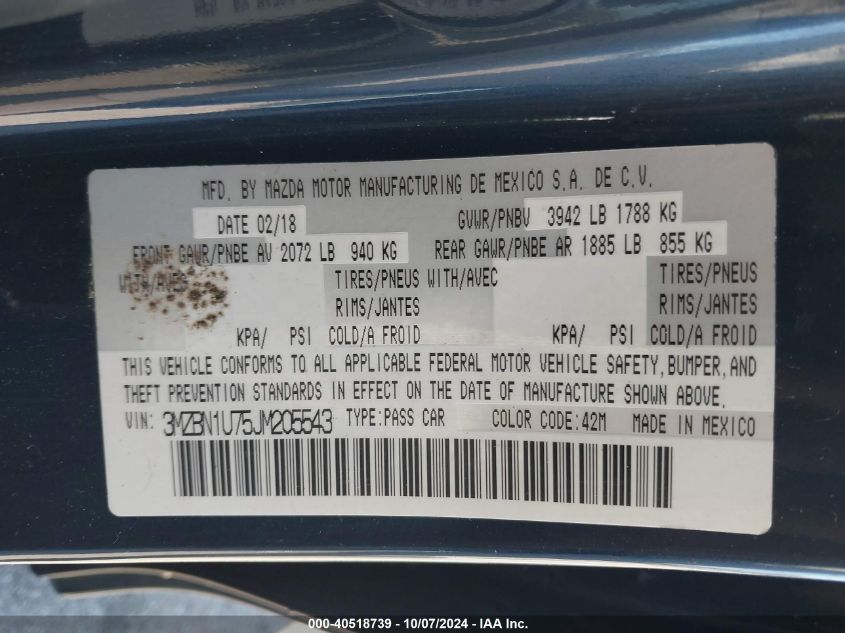 MFD. BY MAZDA MOTOR MANUFACTURING DE MEXICO S.A. DE C.V.
DATE 02/18 GVWR/PNBV 3942 LB 1788 KG
FRONT GAWR/PNBE AV 2072 LB 940 KG REAR GAWR/PNBE AR 1885 LB 855 KG
WITH/AVEC TIRES/PNEUS WITH/AVEC TIRES/PNEUS
RIMS/JANTES RIMS/JANTES
KPA/ PSI COLD/A FROID KPA/ PSI COLD/A FROID
THIS VEHICLE CONFORMS TO ALL APPLICABLE FEDERAL MOTOR VEHICLE SAFETY, BUMPER, AND
THEFT PREVENTION STANDARDS IN EFFECT ON THE DATE OF MANUFACTURE SHOWN ABOVE.
VIN: 3MZBN1U75JM205543 TYPE:PASS CAR COLOR CODE:42M MADE IN MEXICO
000-40518739 - 10/07/2024 - IAA Inc.